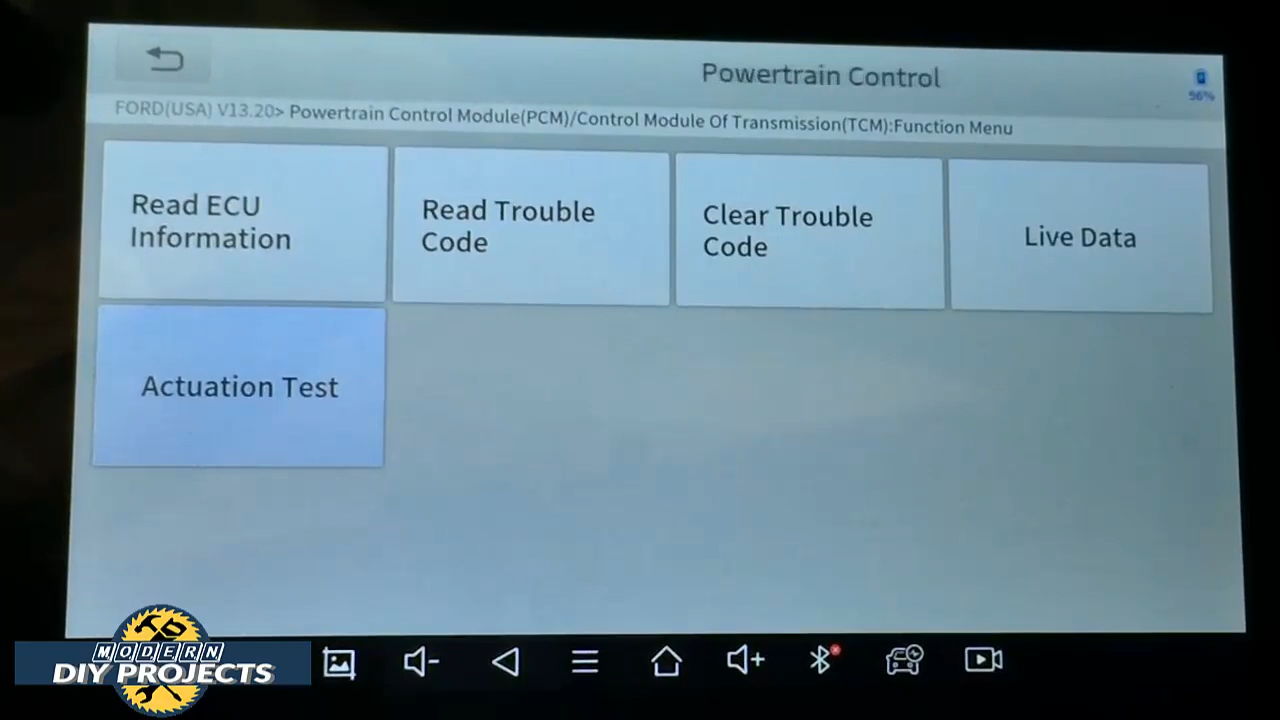 Powertrain Control
96%
FORD(USA) V13.20> Powertrain Control Module(PCM)/Control Module Of Transmission(TCM):Function Menu
Read ECU
Information
Read Trouble
Code
Clear Trouble
Code
Live Data
Actuation Test
MODERN
DIY PROJECTS